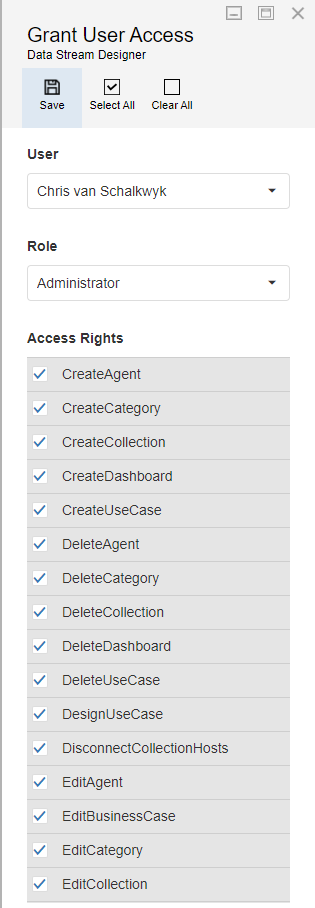 Grant User Access
Data Stream Designer
Save Select All Clear All
User
Chris van Schalkwyk
Role
Administrator
Access Rights
CreateAgent
CreateCategory
CreateCollection
CreateDashboard
CreateUseCase
DeleteAgent
DeleteCategory
DeleteCollection
DeleteDashboard
DeleteUseCase
DesignUseCase
DisconnectCollectionHosts
EditAgent
EditBusinessCase
EditCategory
EditCollection